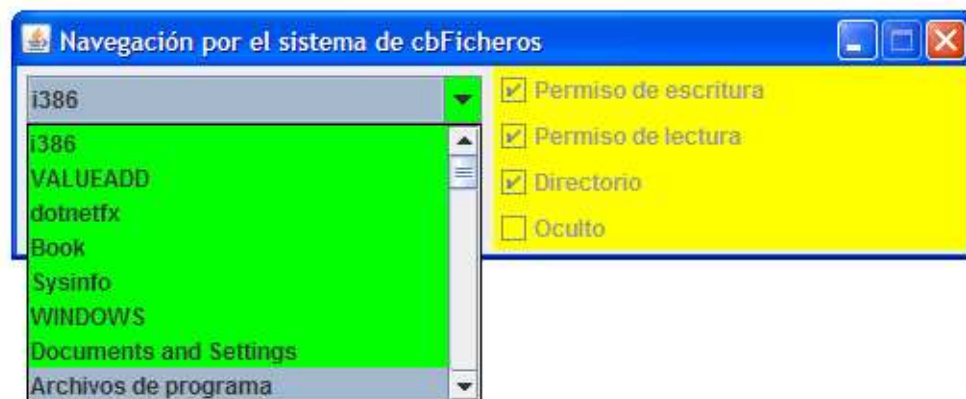 Navegación por el sistema de cbFicheros
i386
i386
VALUEADD
dotnetfx
Book
Sysinfo
WINDOWS
Documents and Settings
Archivos de programa
Permiso de escritura
Permiso de lectura
Directorio
Oculto